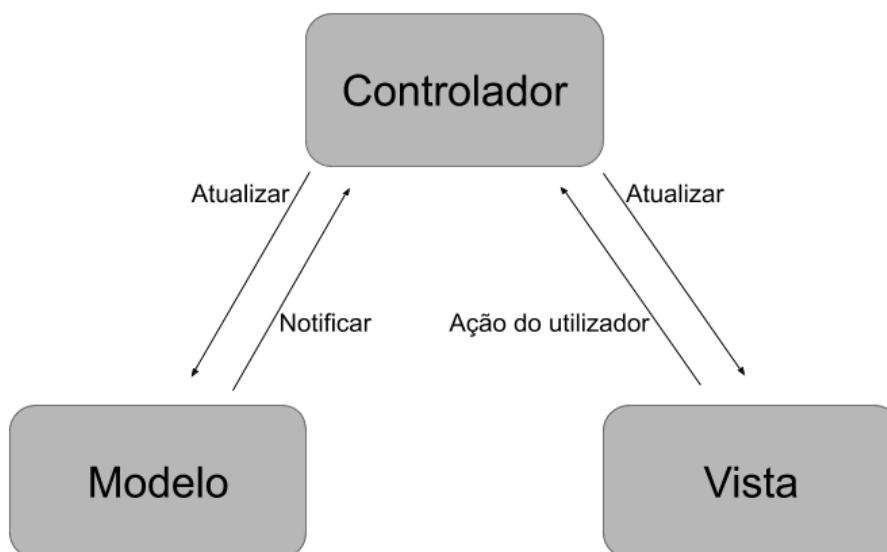 Controlador
Atualizar
Atualizar
Notificar
Ação do utilizador
Modelo
Vista